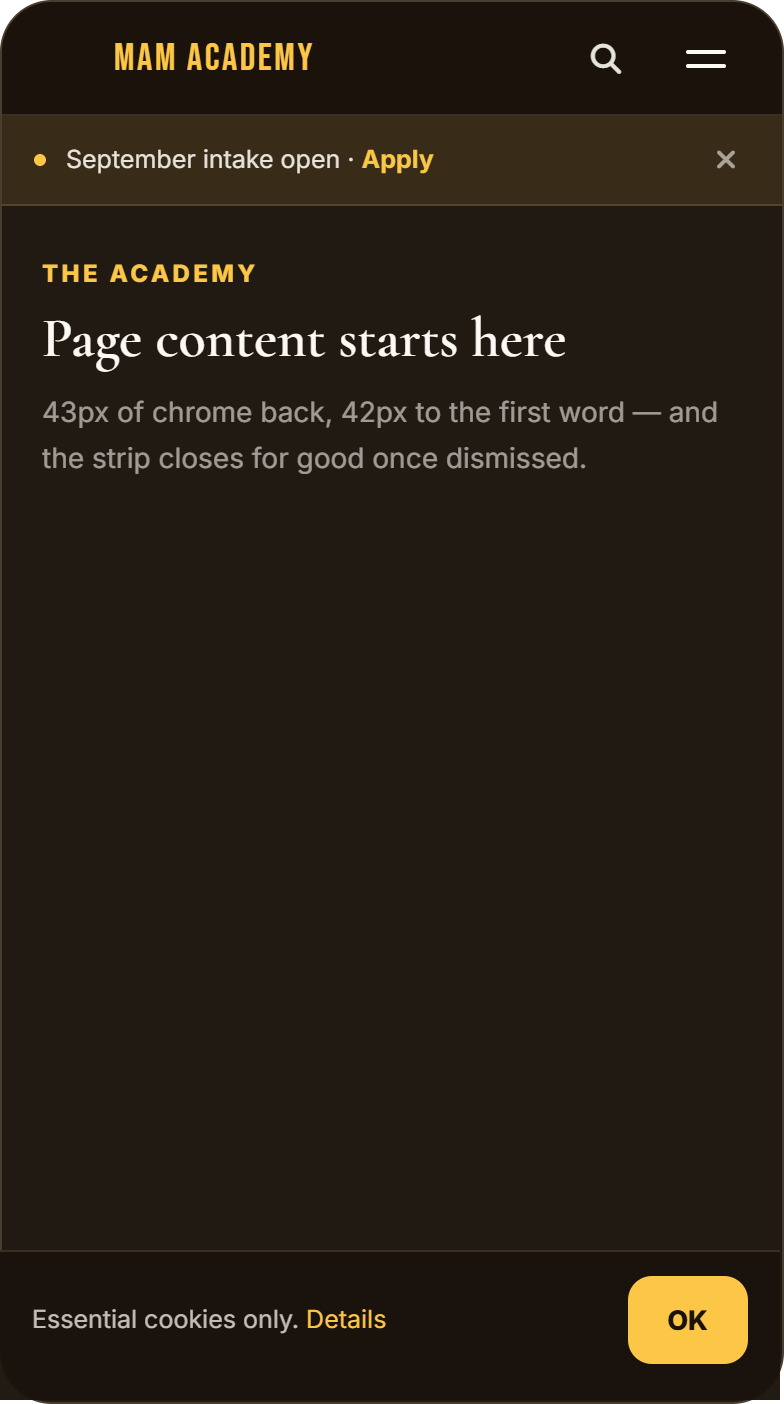 MAM ACADEMY
September intake open · Apply
THE ACADEMY
Page content starts here
43px of chrome back, 42px to the first word — and
the strip closes for good once dismissed.
Essential cookies only. Details
OK